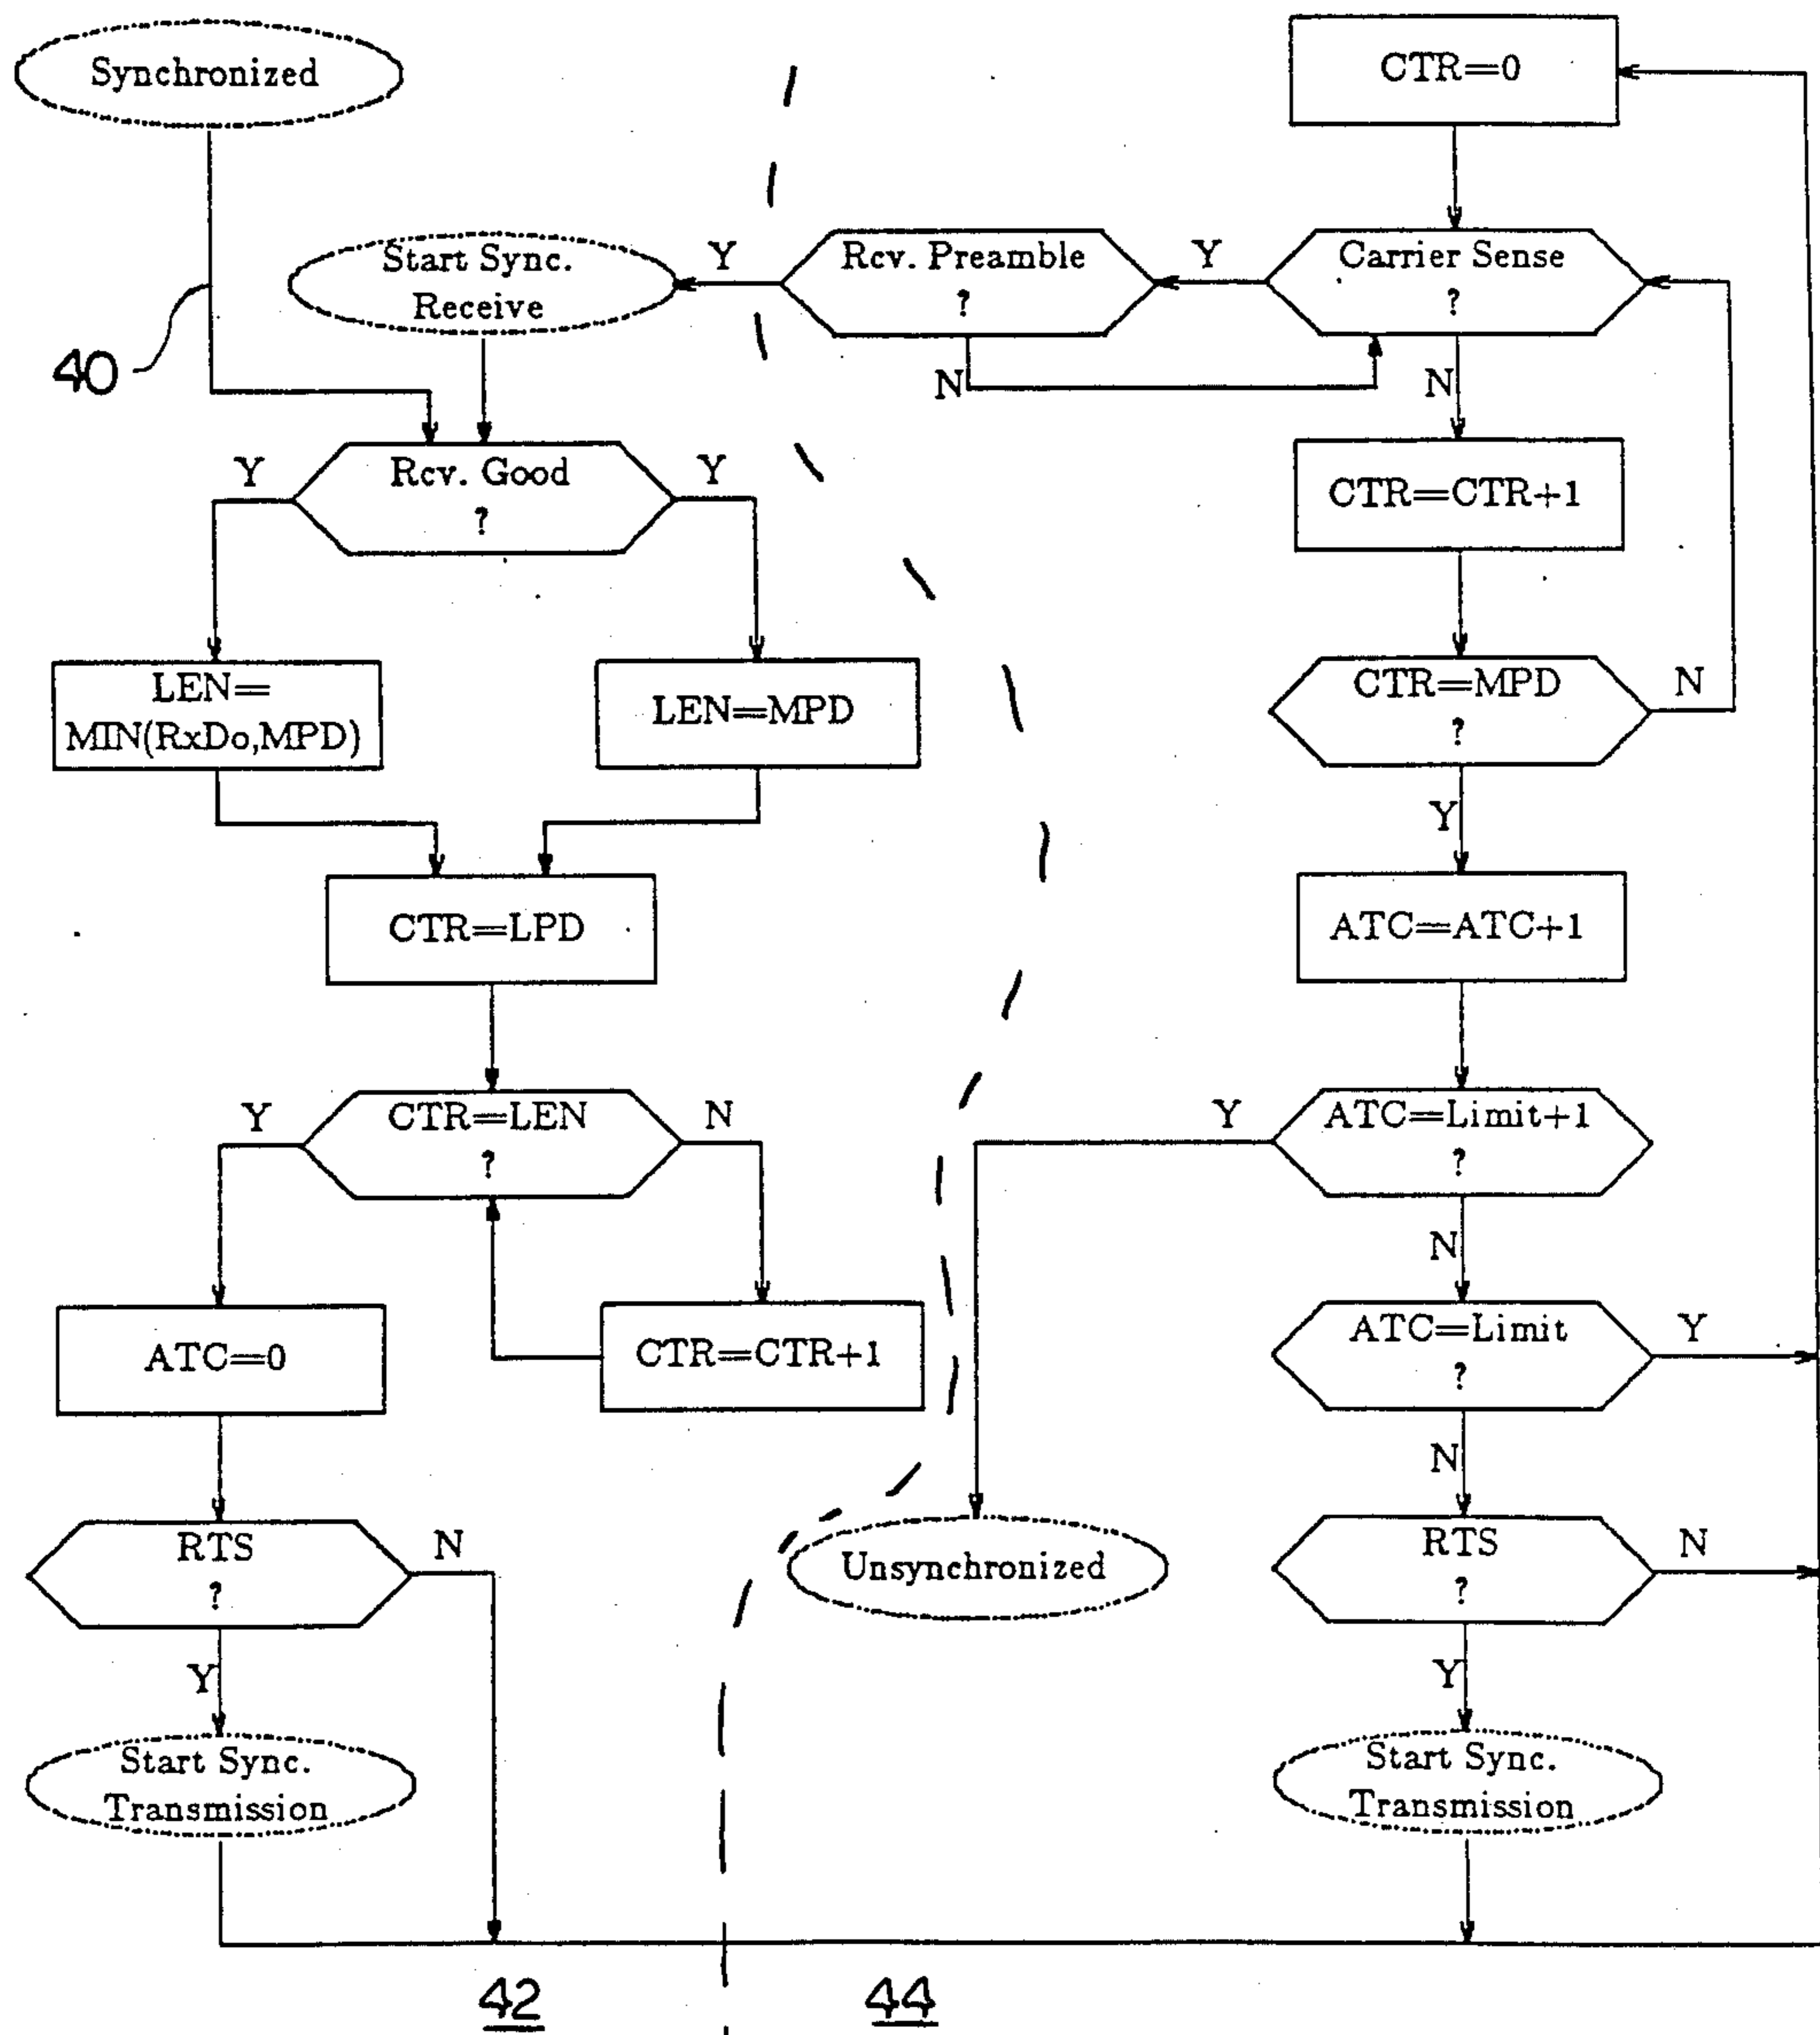 Synchronized
CTR=0
Start Sync.
Receive
Y
Rcv. Preamble
?
Y
Carrier Sense
?
40
N
N
Y
Rcv. Good
?
Y
CTR=CTR+1
LEN=
MIN(RxDo,MPD)
LEN=MPD
CTR=MPD
?
N
Y
CTR=LPD
ATC=ATC+1
Y
CTR=LEN
?
N
Y
ATC=Limit+1
?
N
ATC=0
CTR=CTR+1
ATC=Limit
?
Y
N
RTS
?
N
Unsynchronized
RTS
?
N
Y
Y
Start Sync.
Transmission
Start Sync.
Transmission
42
44